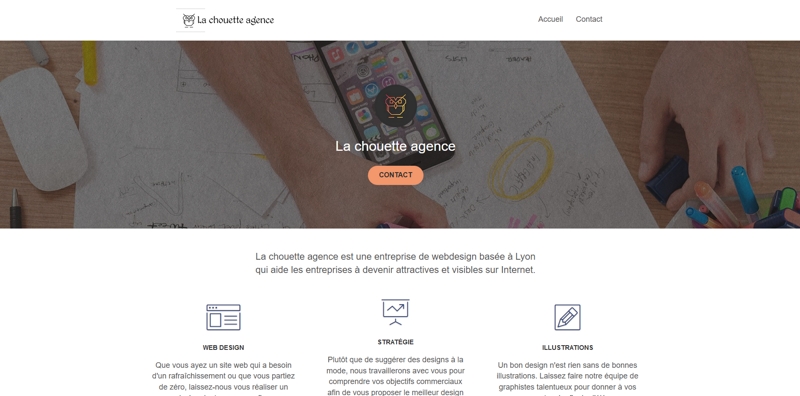 La chouette agence
Accueil Contact
La chouette agence
CONTACT
La chouette agence est une entreprise de webdesign basée à Lyon
qui aide les entreprises à devenir attractives et visibles sur Internet.
WEB DESIGN
Que vous ayez un site web qui a besoin
d'un rafraîchissement ou que vous partiez
de zéro, laissez-nous vous réaliser un
STRATÉGIE
Plutôt que de suggérer des designs à la
mode, nous travaillerons avec vous pour
comprendre vos objectifs commerciaux
afin de vous proposer le meilleur design
ILLUSTRATIONS
Un bon design n'est rien sans de bonnes
illustrations. Laissez faire notre équipe de
graphistes talentueux pour donner à vos